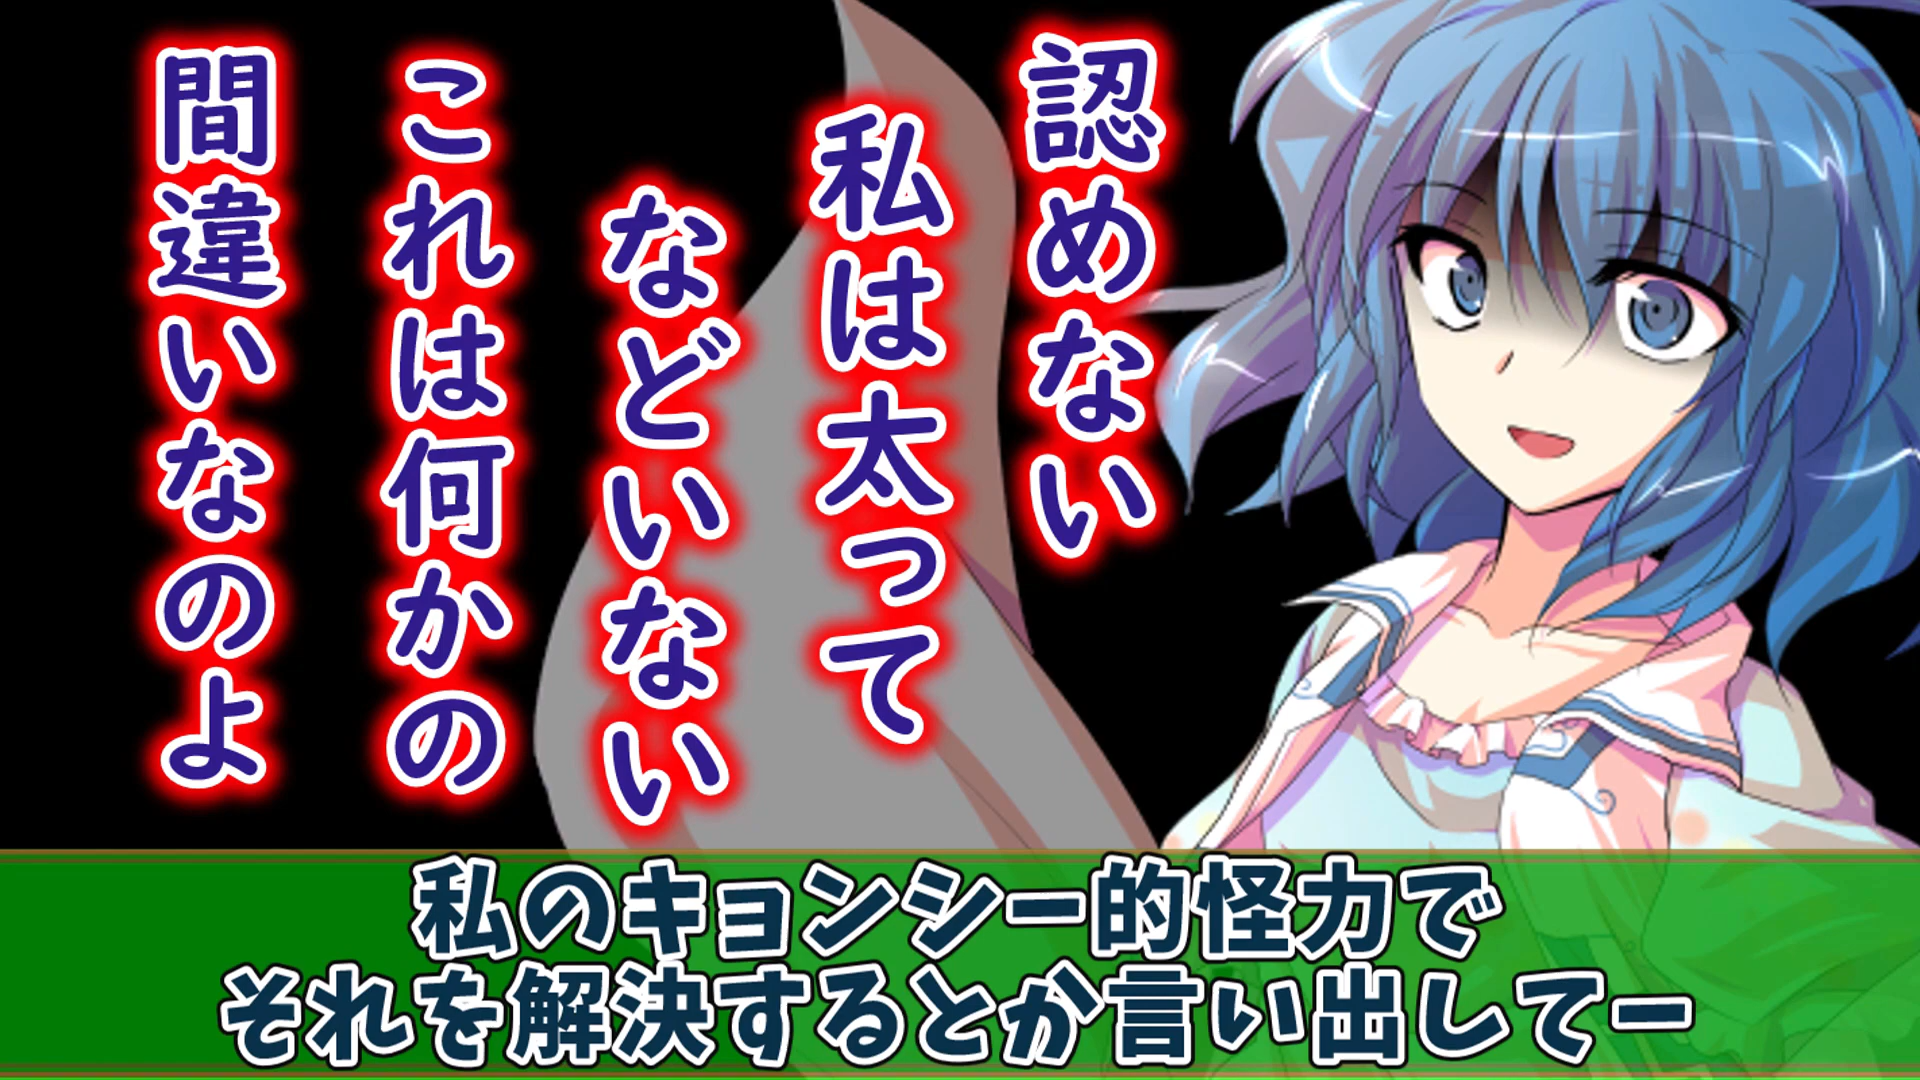 認めない
私は太って
などいない
これは何かの
間違いなのよ
私のキョンシー的怪力で
それを解決するとか言い出してー